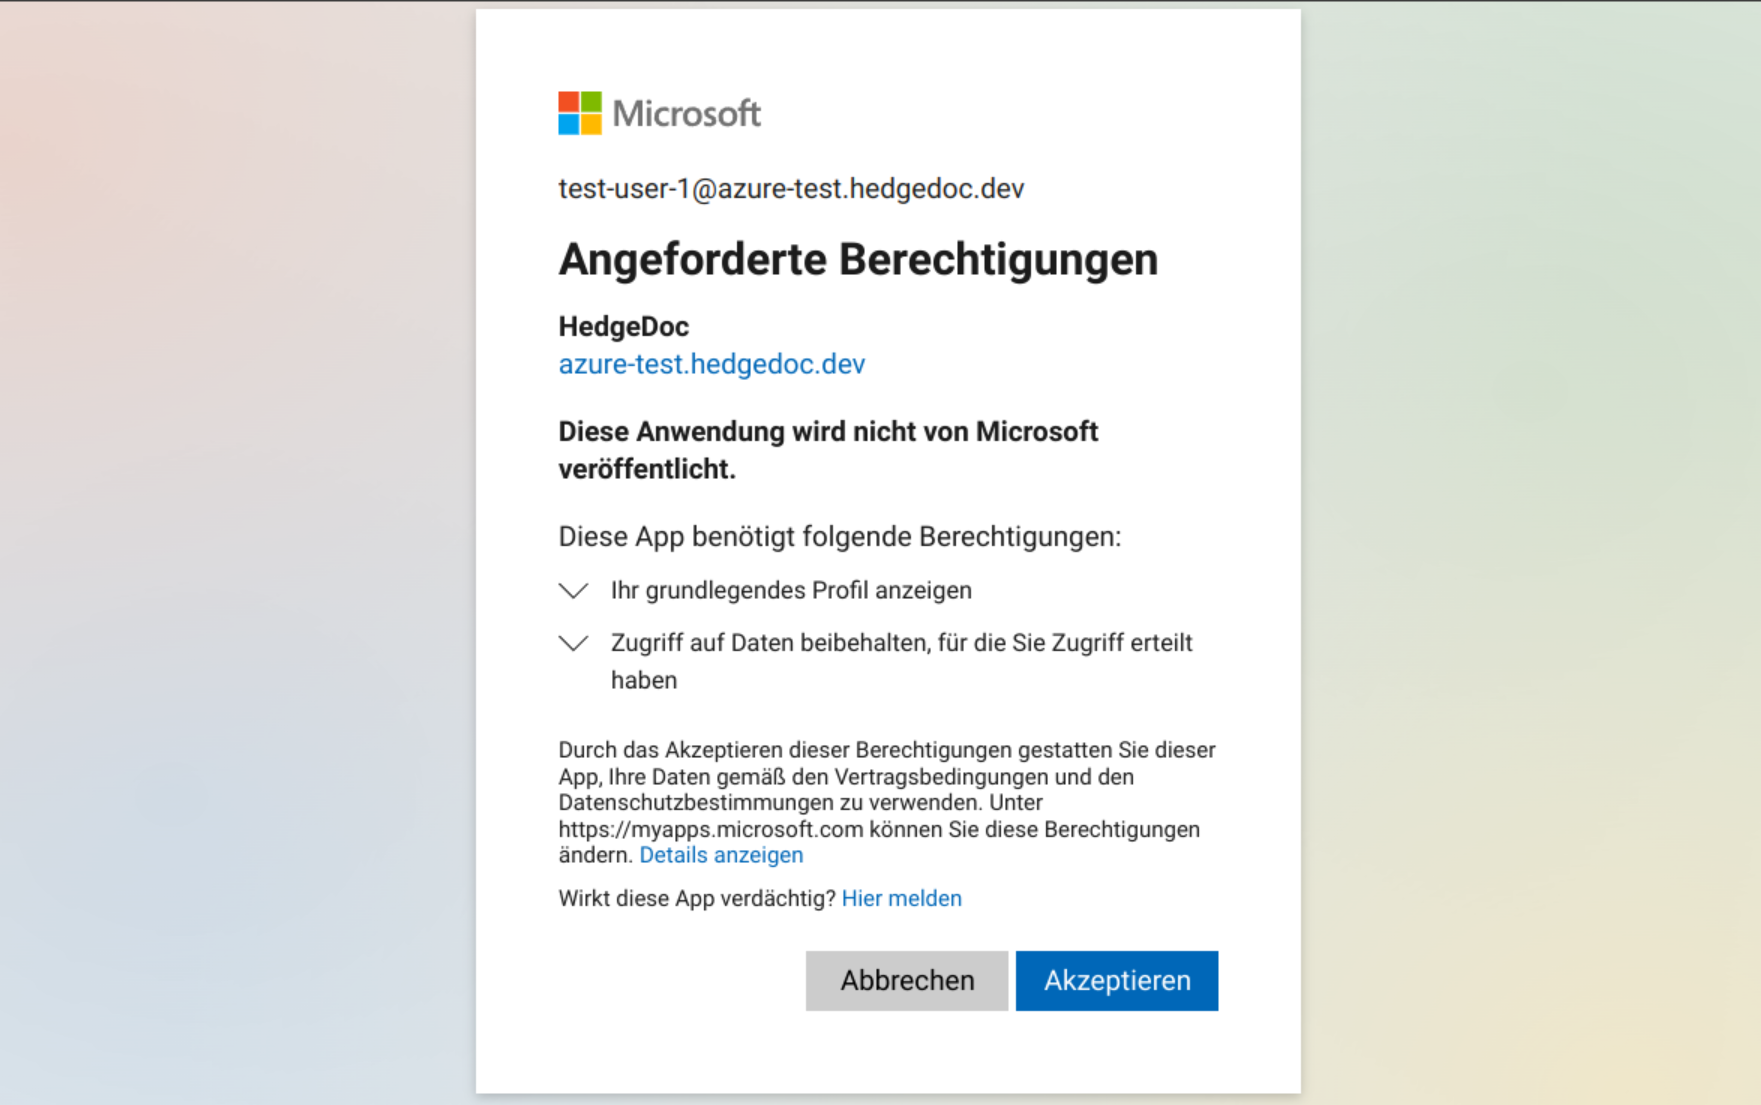 Microsoft
test-user-1@azure-test.hedgedoc.dev
Angeforderte Berechtigungen
HedgeDoc
azure-test.hedgedoc.dev
Diese Anwendung wird nicht von Microsoft
veröffentlicht.
Diese App benötigt folgende Berechtigungen:
Ihr grundlegendes Profil anzeigen
Zugriff auf Daten beibehalten, für die Sie Zugriff erteilt
haben
Durch das Akzeptieren dieser Berechtigungen gestatten Sie dieser
App, Ihre Daten gemäß den Vertragsbedingungen und den
Datenschutzbestimmungen zu verwenden. Unter
https://myapps.microsoft.com können Sie diese Berechtigungen
ändern. Details anzeigen
Wirkt diese App verdächtig? Hier melden
Abbrechen Akzeptieren